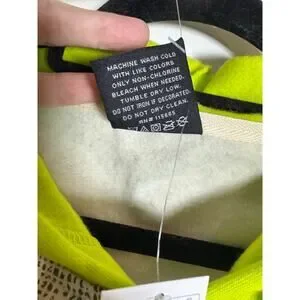 MACHINE WASH COLD
WITH LIKE COLORS
ONLY NON-CHLORINE
BLEACH WHEN NEEDED.
TUMBLE DRY LOW.
DO NOT IRON IF DECORATED.
DO NOT DRY CLEAN.
RN# 115685